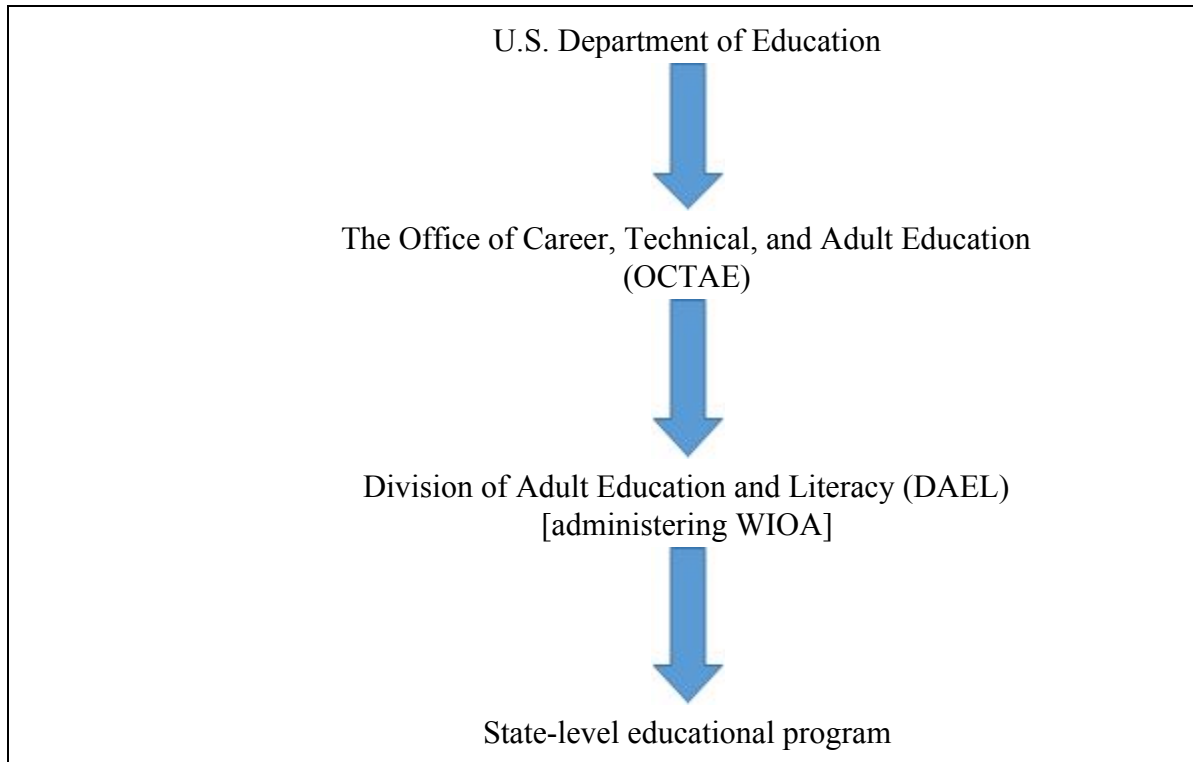 U.S. Department of Education
The Office of Career, Technical, and Adult Education
(OCTAE)
Division of Adult Education and Literacy (DAEL)
[administering WIOA]
State-level educational program